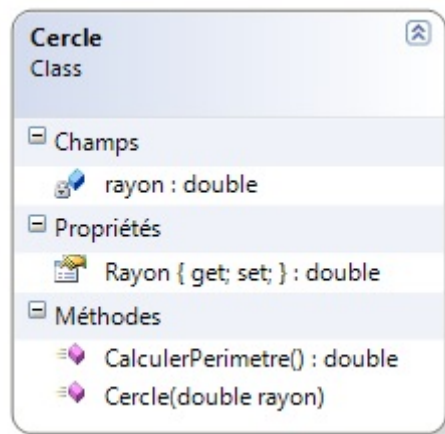 Cercle
Class
Champs
rayon : double
Propriétés
Rayon { get; set; } : double
Méthodes
CalculerPerimetre() : double
Cercle(double rayon)